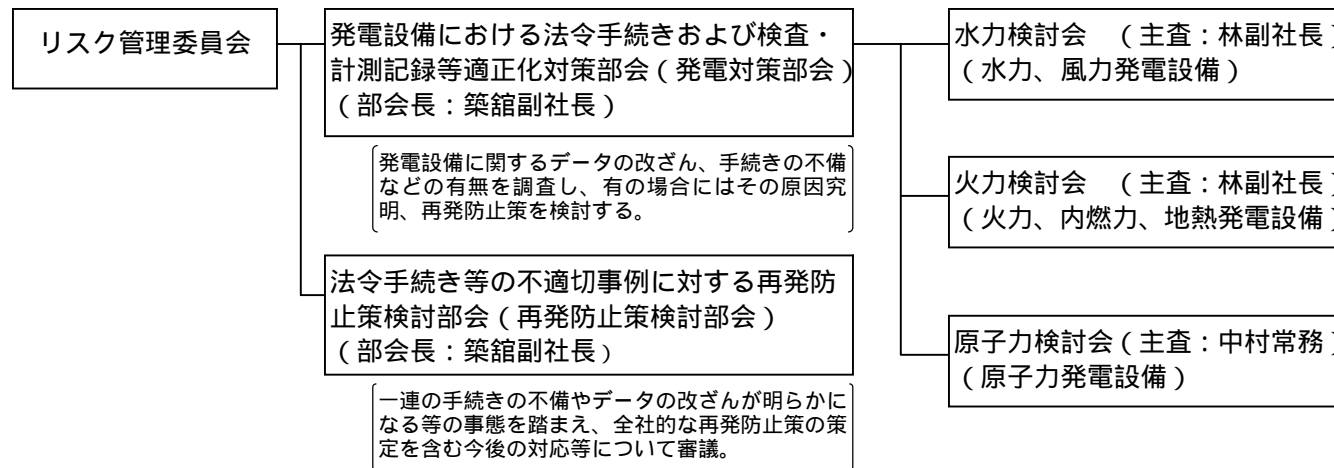 リスク管理委員会
発電設備における法令手続きおよび検査・
計測記録等適正化対策部会（発電対策部会）
（部会長：築舘副社長）
発電設備に関するデータの改ざん、手続きの不備
などの有無を調査し、有の場合にはその原因究
明、再発防止策を検討する。
法令手続き等の不適切事例に対する再発防
止策検討部会（再発防止策検討部会）
（部会長：築舘副社長）
一連の手続きの不備やデータの改ざんが明らかに
なる等の事態を踏まえ、全社的な再発防止策の策
定を含む今後の対応等について審議。
水力検討会　（主査：林副社長）
（水力、風力発電設備）
火力検討会　（主査：林副社長）
（火力、内燃力、地熱発電設備）
原子力検討会（主査：中村常務）
（原子力発電設備）